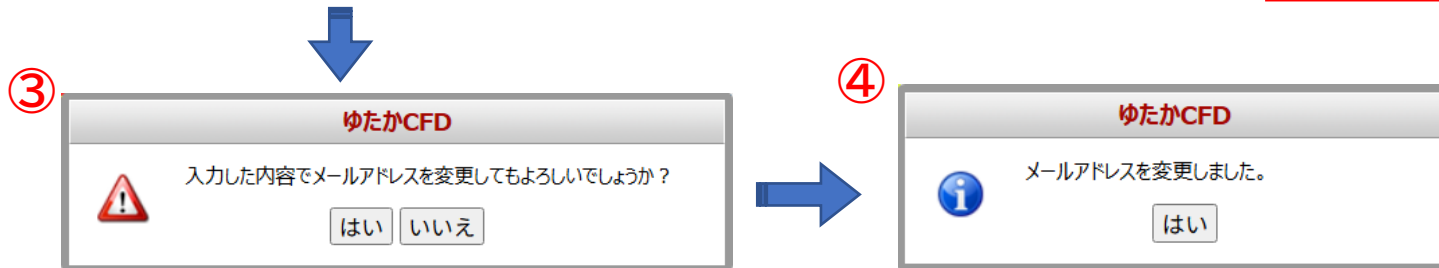 ③
ゆたかCFD
入力した内容でメールアドレスを変更してもよろしいでしょうか？
はい いいえ
④
ゆたかCFD
メールアドレスを変更しました。
はい